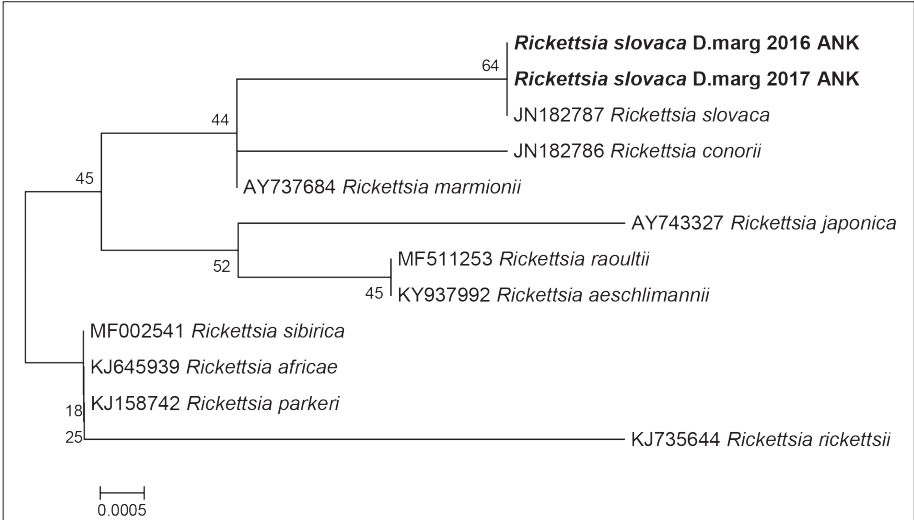 Rickettsia slovaca D.marg 2016 ANK
64
Rickettsia slovaca D.marg 2017 ANK
JN182787 Rickettsia slovaca
44
JN182786 Rickettsia conorii
45
AY737684 Rickettsia marmionii
AY743327 Rickettsia japonica
52
MF511253 Rickettsia raoultii
45
KY937992 Rickettsia aeschlimannii
MF002541 Rickettsia sibirica
KJ645939 Rickettsia africae
KJ158742 Rickettsia parkeri
18
25
KJ735644 Rickettsia rickettsii
0.0005